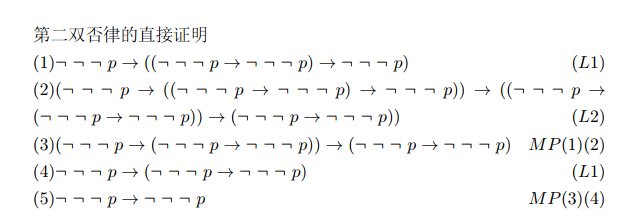 第二双否律的直接证明
(1)¬ ¬ ¬ p → ((¬ ¬ ¬ p → ¬ ¬ ¬ p) → ¬ ¬ ¬ p) (L1)
(2)(¬ ¬ ¬ p → ((¬ ¬ ¬ p → ¬ ¬ ¬ p) → ¬ ¬ ¬ p)) → ((¬ ¬ ¬ p →
(¬ ¬ ¬ p → ¬ ¬ ¬ p)) → (¬ ¬ ¬ p → ¬ ¬ ¬ p)) (L2)
(3)(¬ ¬ ¬ p → (¬ ¬ ¬ p → ¬ ¬ ¬ p)) → (¬ ¬ ¬ p → ¬ ¬ ¬ p) MP(1)(2)
(4)¬ ¬ ¬ p → (¬ ¬ ¬ p → ¬ ¬ ¬ p) (L1)
(5)¬ ¬ ¬ p → ¬ ¬ ¬ p MP(3)(4)